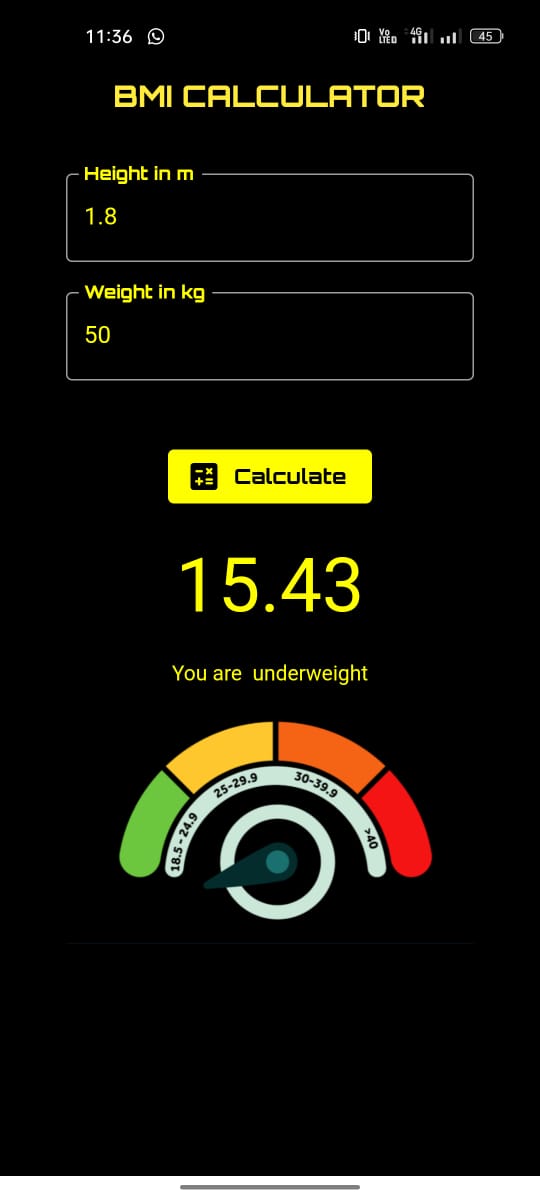 11:36
Vo
LTE
4G
45
BMI CALCULATOR
Height in m
1.8
Weight in kg
50
Calculate
15.43
You are  underweight
18.5 - 24.9
25-29.9
30-39.9
>40